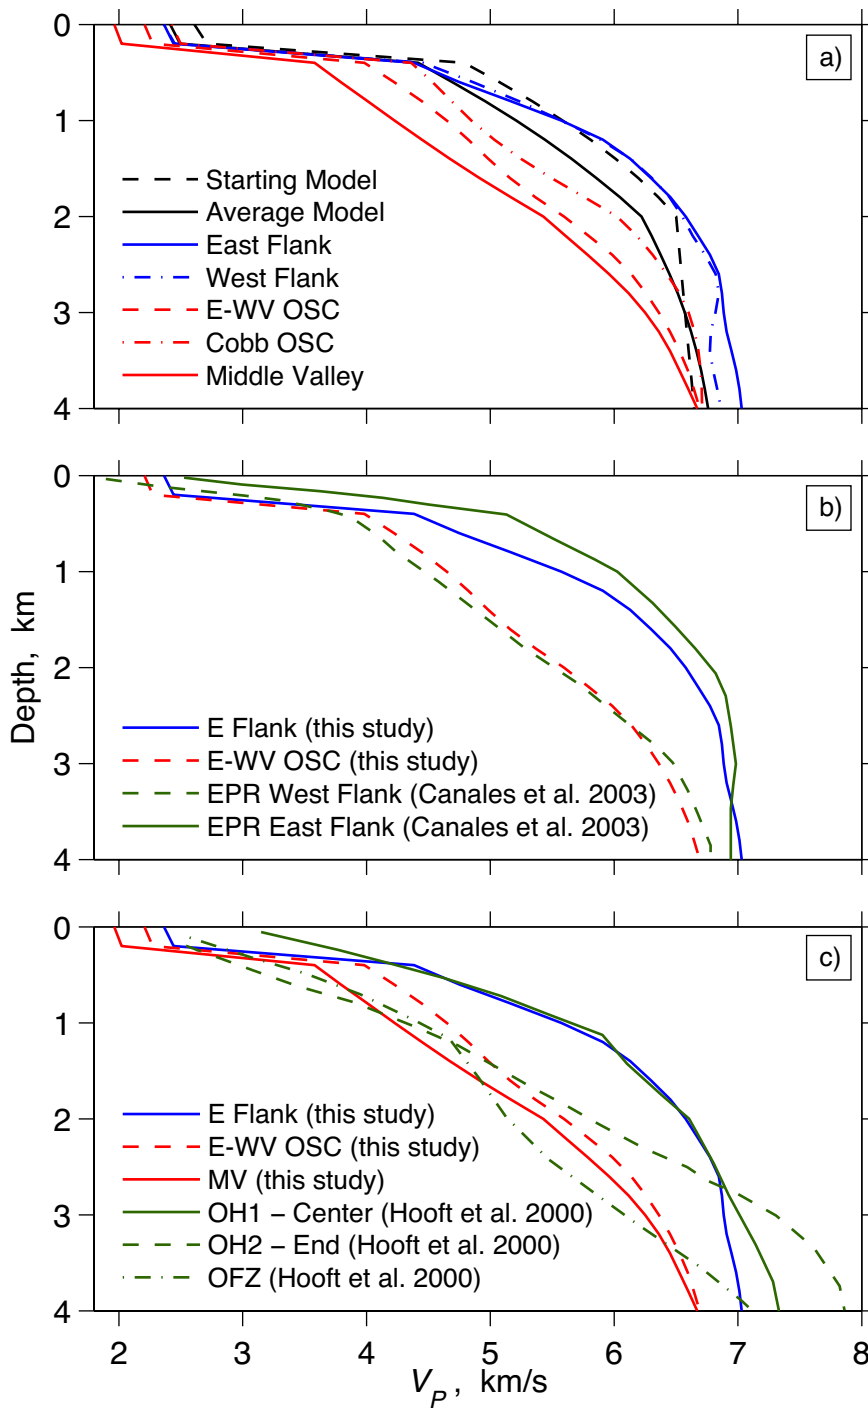 0
1
2
3
4
a)
Starting Model
Average Model
East Flank
West Flank
E-WV OSC
Cobb OSC
Middle Valley
0
1
2
3
4
b)
Depth, km
E Flank (this study)
E-WV OSC (this study)
EPR West Flank (Canales et al. 2003)
EPR East Flank (Canales et al. 2003)
0
1
2
3
4
c)
E Flank (this study)
E-WV OSC (this study)
MV (this study)
OH1 – Center (Hooft et al. 2000)
OH2 – End (Hooft et al. 2000)
OFZ (Hooft et al. 2000)
2 3 4 5 6 7 8
V_P, km/s